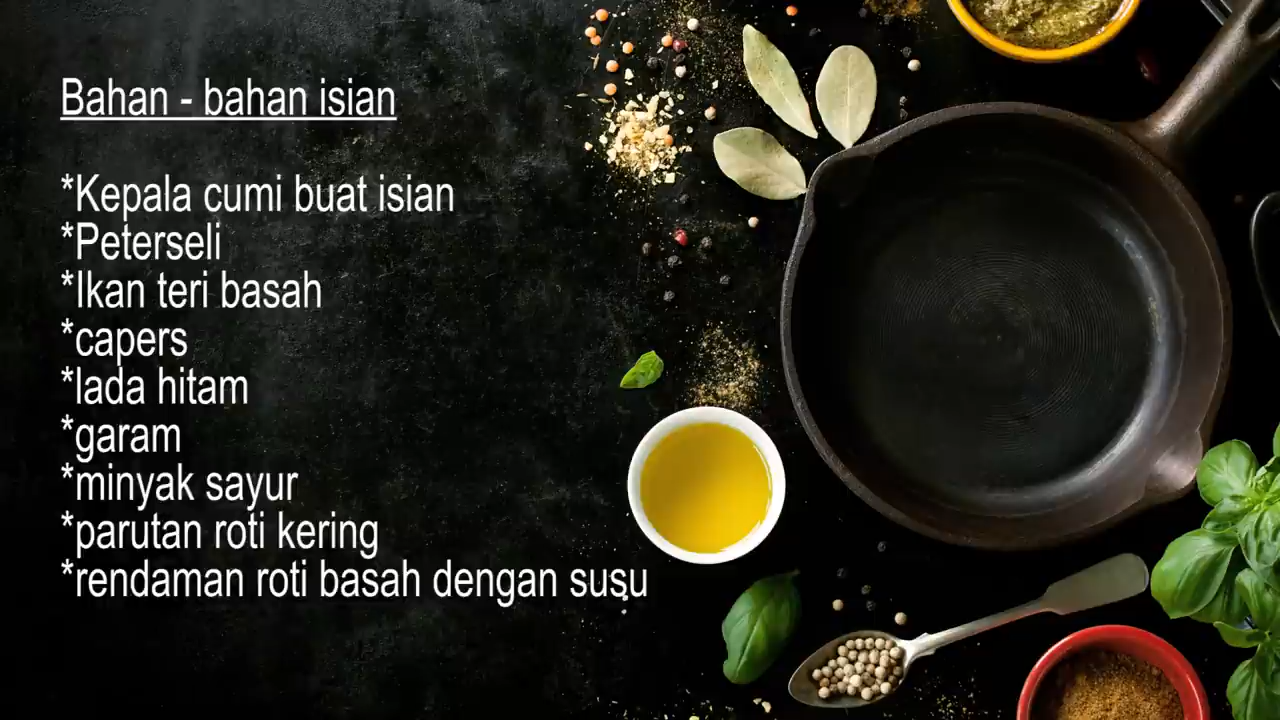 Bahan - bahan isian
*Kepala cumi buat isian
*Peterseli
*Ikan teri basah
*capers
*lada hitam
*garam
*minyak sayur
*parutan roti kering
*rendaman roti basah dengan susu